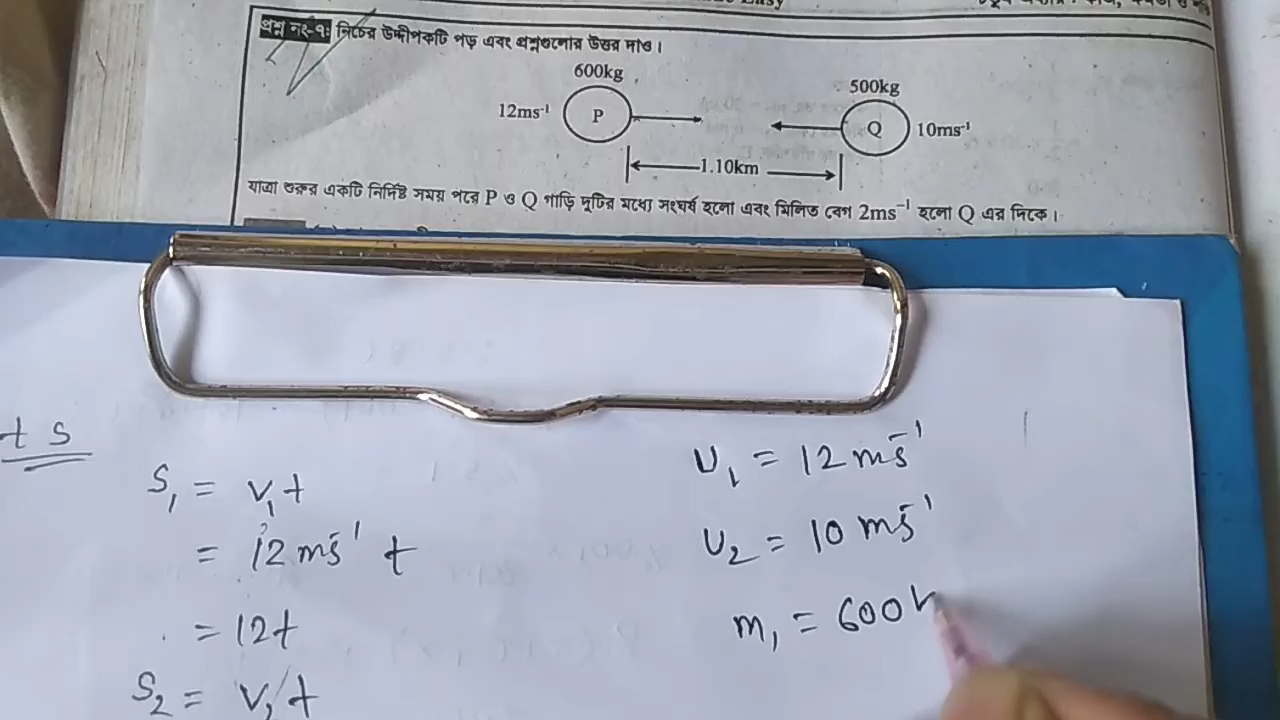 প্রশ্ন নং-৭: নিচের উদ্দীপকটি পড় এবং প্রশ্নগুলোর উত্তর দাও।
600kg
500kg
12ms⁻¹ P Q 10ms⁻¹
1.10km
যাত্রা শুরুর একটি নির্দিষ্ট সময় পরে P ও Q গাড়ি দুটির মধ্যে সংঘর্ষ হলো এবং মিলিত বেগ 2ms⁻¹ হলো Q এর দিকে।
t s
S₁ = V₁t
= 12 ms⁻¹ t
= 12t
S₂ = V₂t
U₁ = 12 ms⁻¹
U₂ = 10 ms⁻¹
m₁ = 600 k